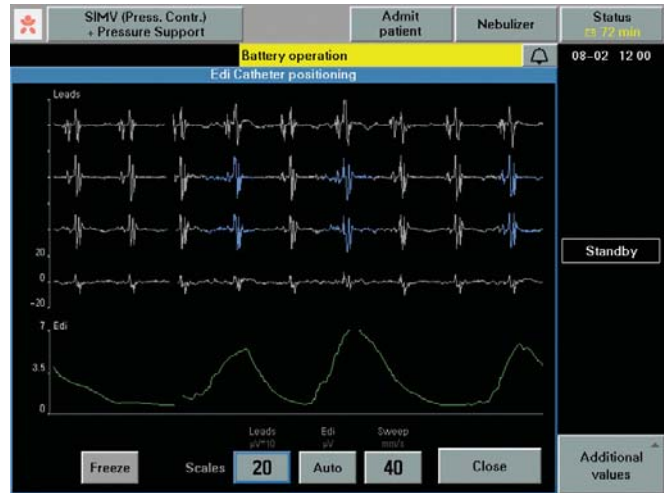 SIMV (Press. Contr.)
+ Pressure Support
Admit
patient
Nebulizer
Status
72 min
Battery operation
08-02 12 00
Edi Catheter positioning
Leads
20
0
-20
Standby
7
Edi
3.5
0
Leads
µV*10
Edi
µV
Sweep
mm/s
Freeze
Scales
20
Auto
40
Close
Additional
values